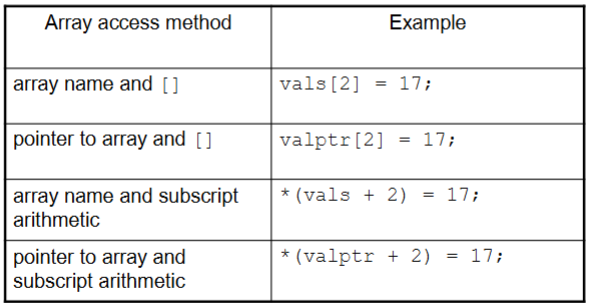 Array access method Example
array name and [] vals[2] = 17;
pointer to array and [] valptr[2] = 17;
array name and subscript *(vals + 2) = 17;
arithmetic
pointer to array and *(valptr + 2) = 17;
subscript arithmetic